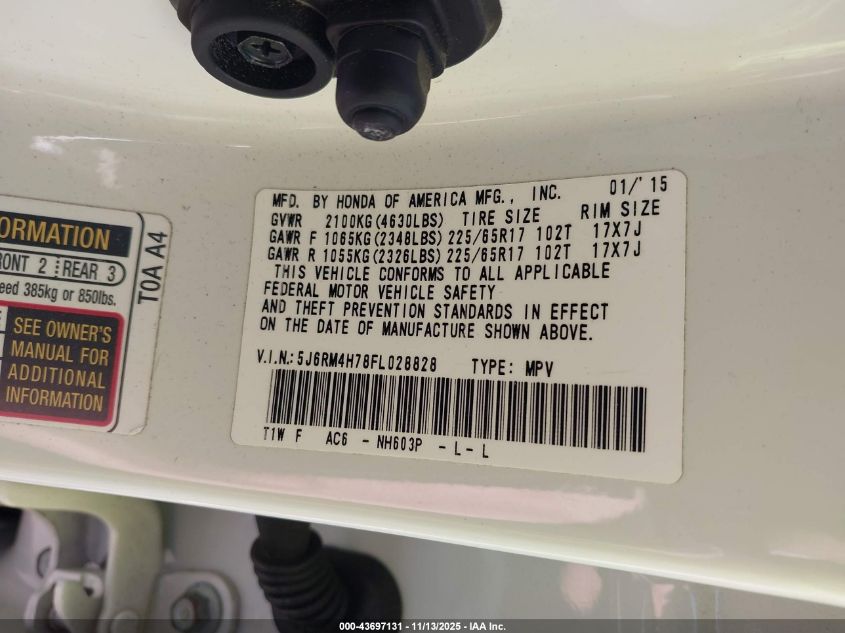 ORMATION
RONT 2 REAR 3
eed 385kg or 850lbs.
SEE OWNER'S
MANUAL FOR
ADDITIONAL
INFORMATION
T0A A4
MFD. BY HONDA OF AMERICA MFG., INC. 01/'15
GVWR 2100KG(4630LBS) TIRE SIZE RIM SIZE
GAWR F 1065KG(2348LBS) 225/65R17 102T 17X7J
GAWR R 1055KG(2326LBS) 225/65R17 102T 17X7J
THIS VEHICLE CONFORMS TO ALL APPLICABLE
FEDERAL MOTOR VEHICLE SAFETY
AND THEFT PREVENTION STANDARDS IN EFFECT
ON THE DATE OF MANUFACTURE SHOWN ABOVE.
V.I.N.: 5J6RM4H78FL028828 TYPE: MPV
T1W F AC6 - NH603P - L - L
000-43697131 - 11/13/2025 - IAA Inc.